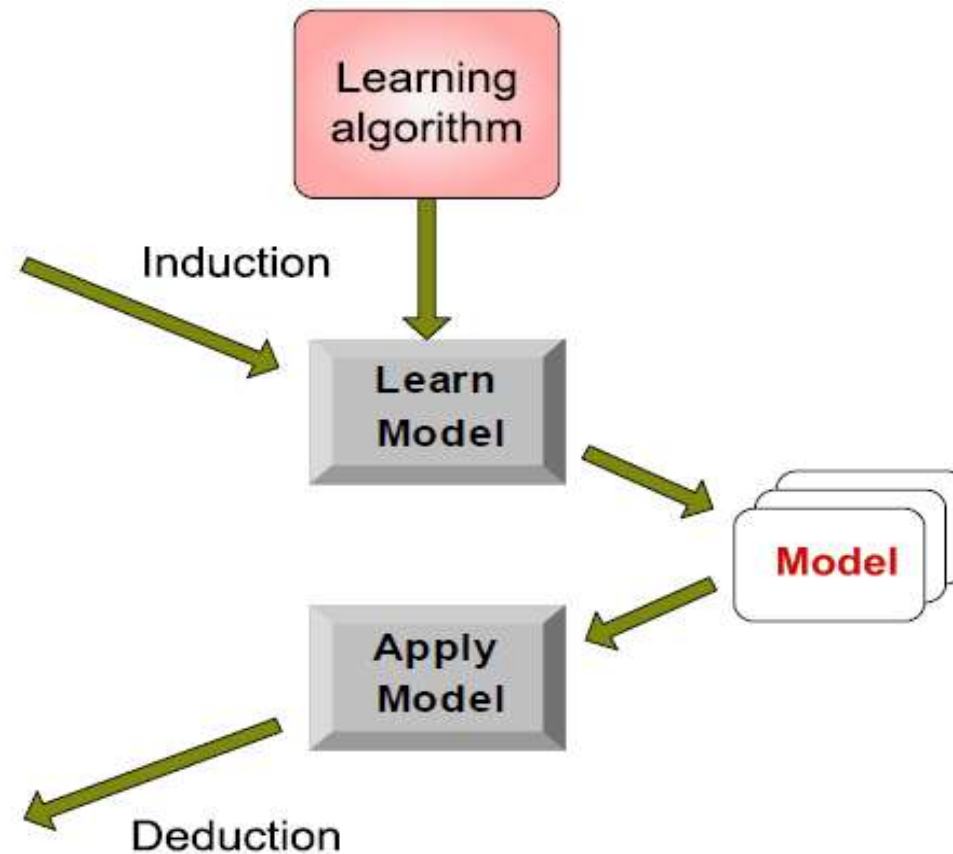 Learning
algorithm
Induction
Learn
Model
Model
Apply
Model
Deduction